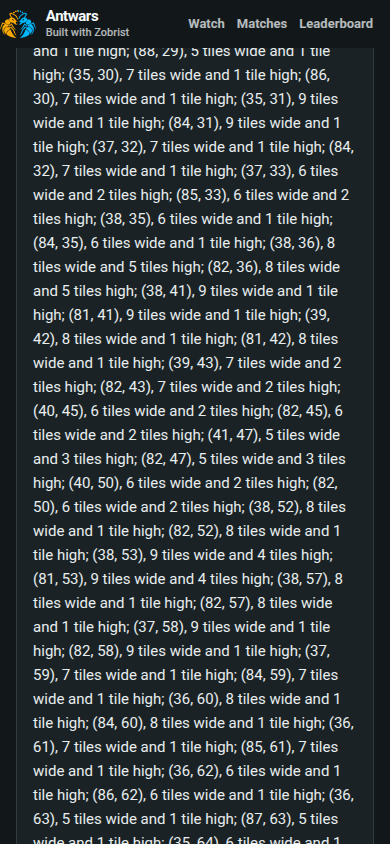 Antwars
Built with Zobrist
Watch Matches Leaderboard
and 1 tile high; (88, 29), 5 tiles wide and 1 tile
high; (35, 30), 7 tiles wide and 1 tile high; (86,
30), 7 tiles wide and 1 tile high; (35, 31), 9 tiles
wide and 1 tile high; (84, 31), 9 tiles wide and 1
tile high; (37, 32), 7 tiles wide and 1 tile high; (84,
32), 7 tiles wide and 1 tile high; (37, 33), 6 tiles
wide and 2 tiles high; (85, 33), 6 tiles wide and 2
tiles high; (38, 35), 6 tiles wide and 1 tile high;
(84, 35), 6 tiles wide and 1 tile high; (38, 36), 8
tiles wide and 5 tiles high; (82, 36), 8 tiles wide
and 5 tiles high; (38, 41), 9 tiles wide and 1 tile
high; (81, 41), 9 tiles wide and 1 tile high; (39,
42), 8 tiles wide and 1 tile high; (81, 42), 8 tiles
wide and 1 tile high; (39, 43), 7 tiles wide and 2
tiles high; (82, 43), 7 tiles wide and 2 tiles high;
(40, 45), 6 tiles wide and 2 tiles high; (82, 45), 6
tiles wide and 2 tiles high; (41, 47), 5 tiles wide
and 3 tiles high; (82, 47), 5 tiles wide and 3 tiles
high; (40, 50), 6 tiles wide and 2 tiles high; (82,
50), 6 tiles wide and 2 tiles high; (38, 52), 8 tiles
wide and 1 tile high; (82, 52), 8 tiles wide and 1
tile high; (38, 53), 9 tiles wide and 4 tiles high;
(81, 53), 9 tiles wide and 4 tiles high; (38, 57), 8
tiles wide and 1 tile high; (82, 57), 8 tiles wide
and 1 tile high; (37, 58), 9 tiles wide and 1 tile
high; (82, 58), 9 tiles wide and 1 tile high; (37,
59), 7 tiles wide and 1 tile high; (84, 59), 7 tiles
wide and 1 tile high; (36, 60), 8 tiles wide and 1
tile high; (84, 60), 8 tiles wide and 1 tile high; (36,
61), 7 tiles wide and 1 tile high; (85, 61), 7 tiles
wide and 1 tile high; (36, 62), 6 tiles wide and 1
tile high; (86, 62), 6 tiles wide and 1 tile high; (36,
63), 5 tiles wide and 1 tile high; (87, 63), 5 tiles
wide and 1 tile high; (35, 64), 6 tiles wide and 1